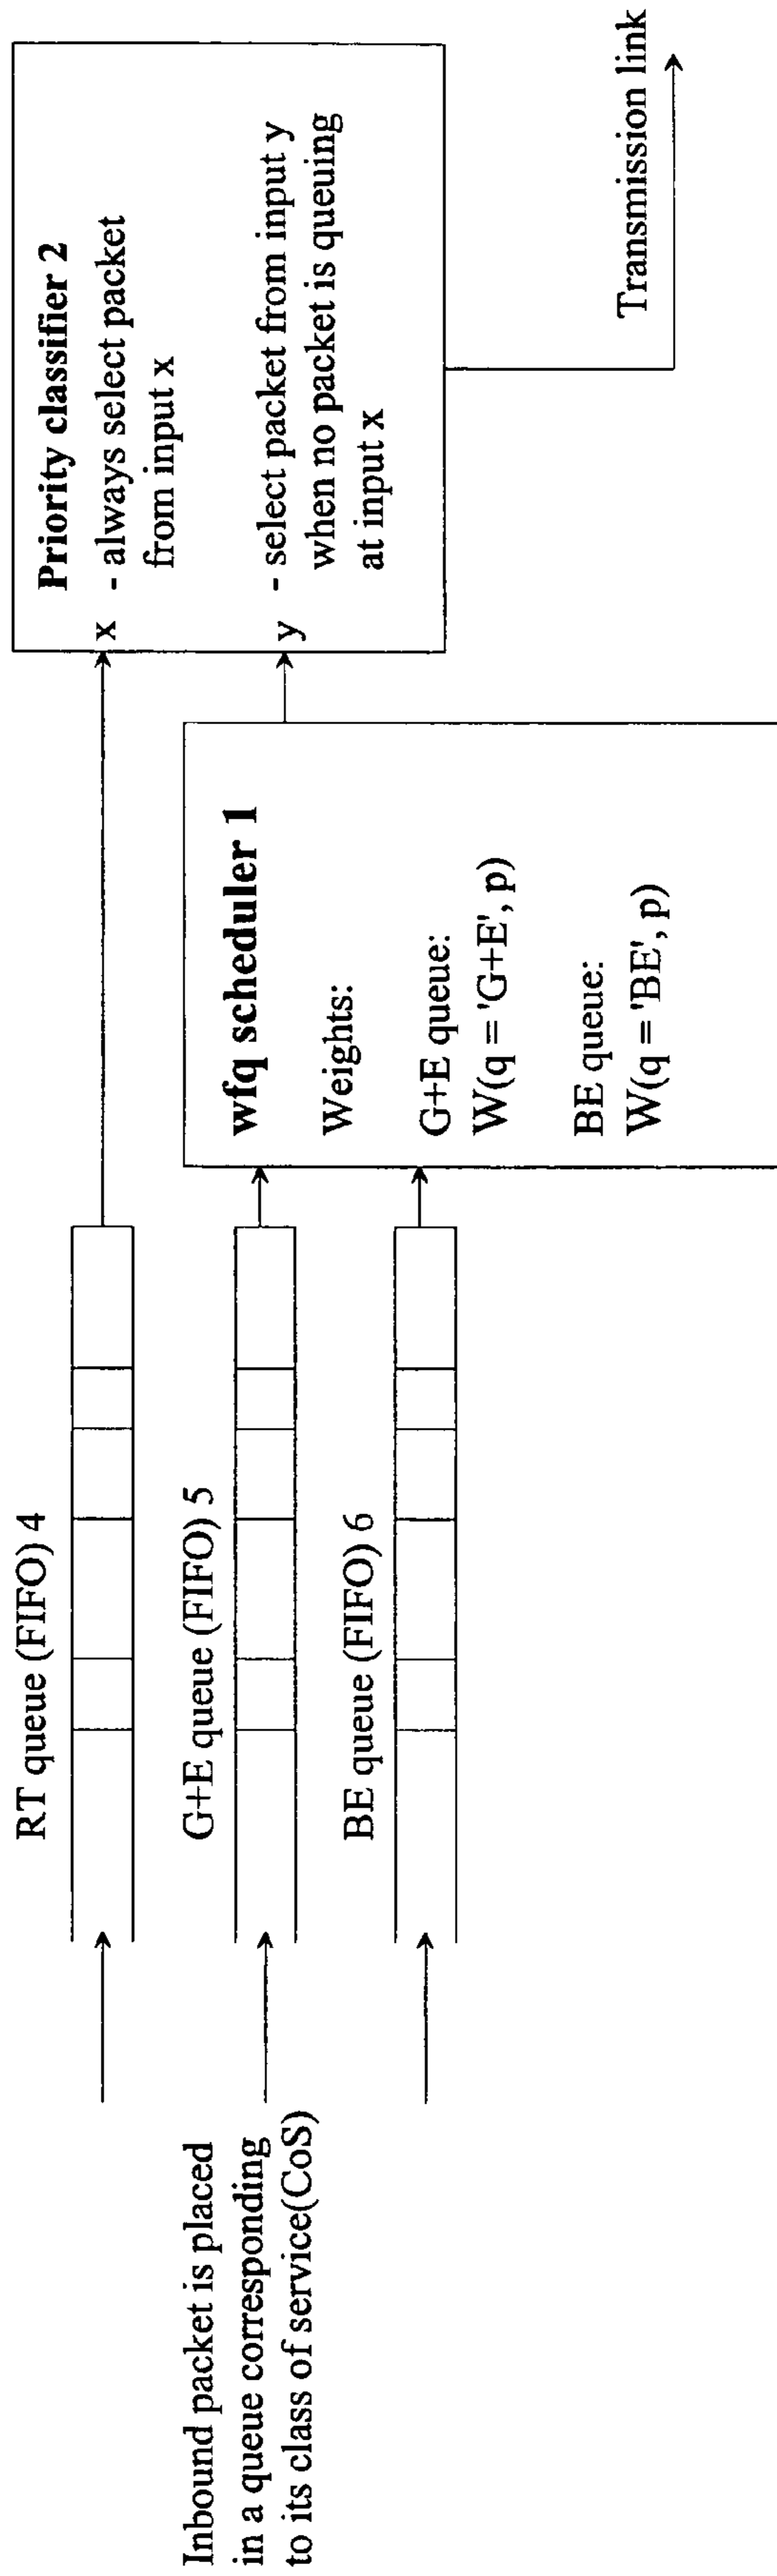 Inbound packet is placed
in a queue corresponding
to its class of service(CoS)
RT queue (FIFO) 4
G+E queue (FIFO) 5
BE queue (FIFO) 6
wfq scheduler 1
Weights:
G+E queue:
W(q = 'G+E', p)
BE queue:
W(q = 'BE', p)
Priority classifier 2
x - always select packet
from input x
y - select packet from input y
when no packet is queuing
at input x
Transmission link